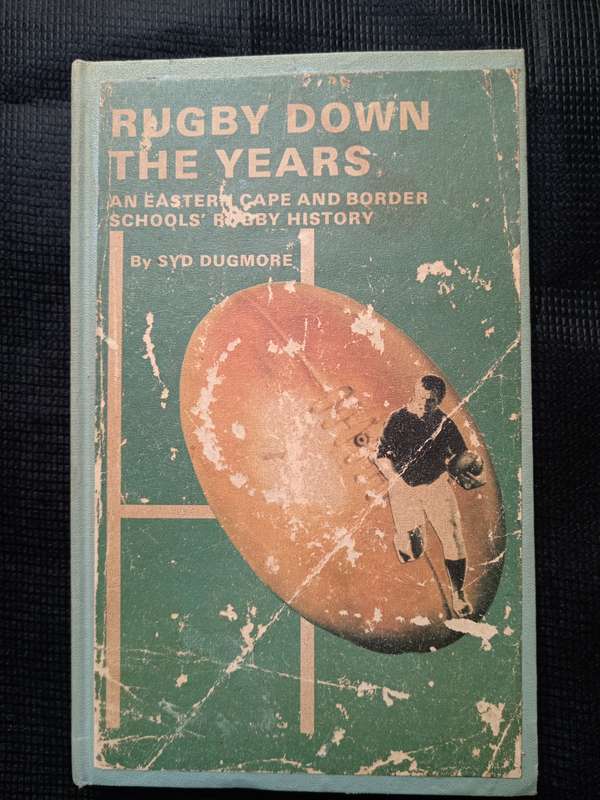 RUGBY DOWN
THE YEARS
AN EASTERN CAPE AND BORDER
SCHOOLS' RUGBY HISTORY
By SYD DUGMORE